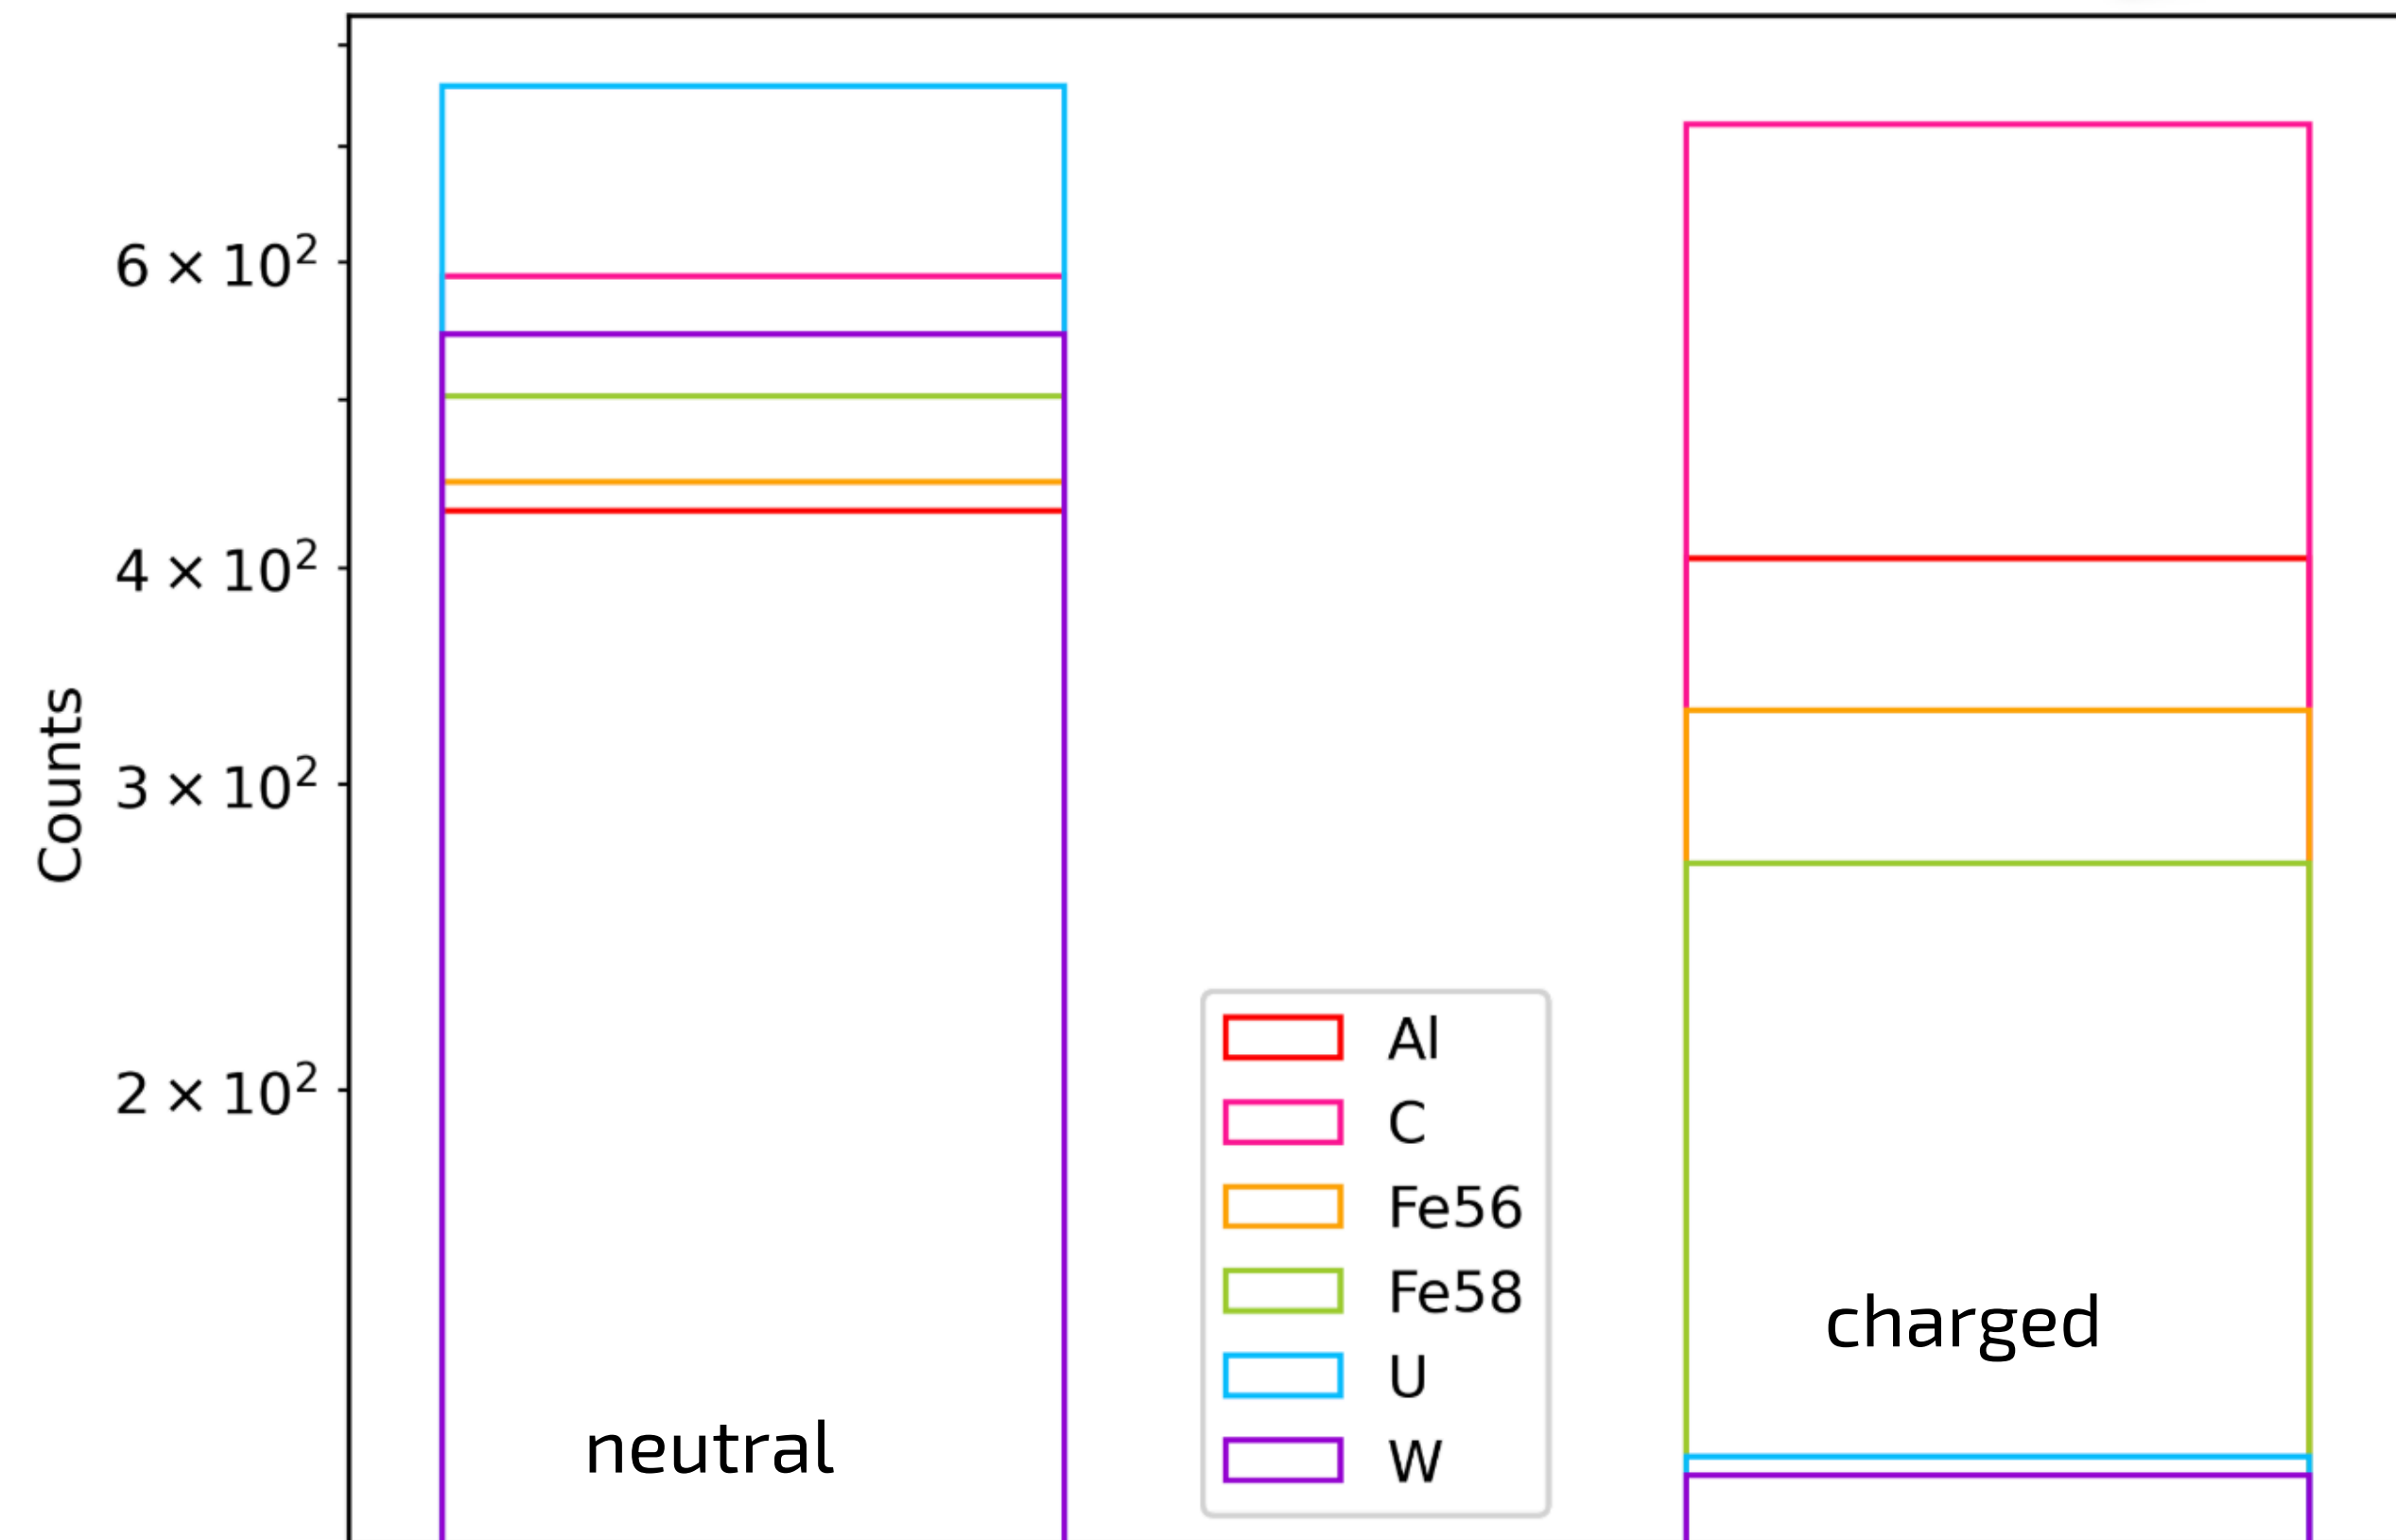 6 × 10²
4 × 10²
3 × 10²
2 × 10²
Counts
Al
C
Fe56
Fe58
U
W
neutral
charged